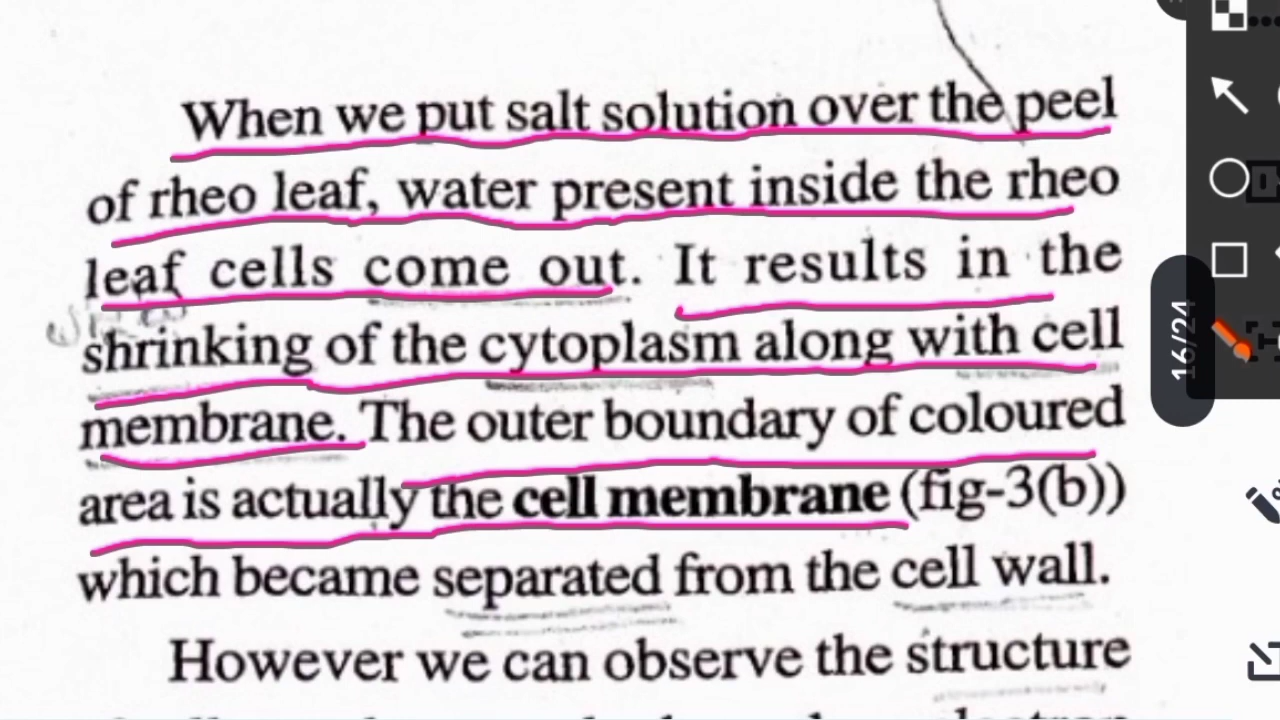 When we put salt solution over the peel
of rheo leaf, water present inside the rheo
leaf cells come out. It results in the
shrinking of the cytoplasm along with cell
membrane. The outer boundary of coloured
area is actually the cell membrane (fig-3(b))
which became separated from the cell wall.
However we can observe the structure
16/24